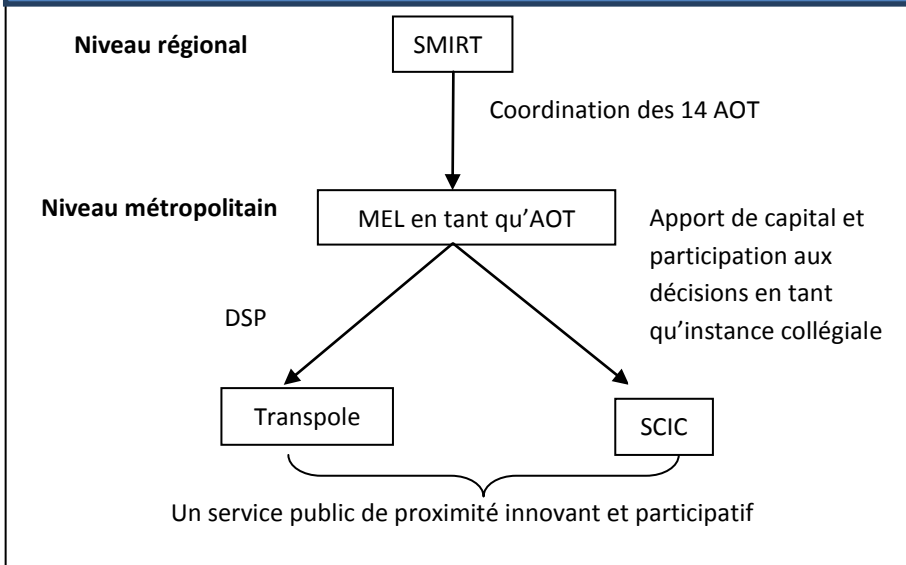 Niveau régional
SMIRT
Coordination des 14 AOT
Niveau métropolitain
MEL en tant qu’AOT
Apport de capital et
participation aux
décisions en tant
qu’instance collégiale
DSP
Transpole
SCIC
Un service public de proximité innovant et participatif